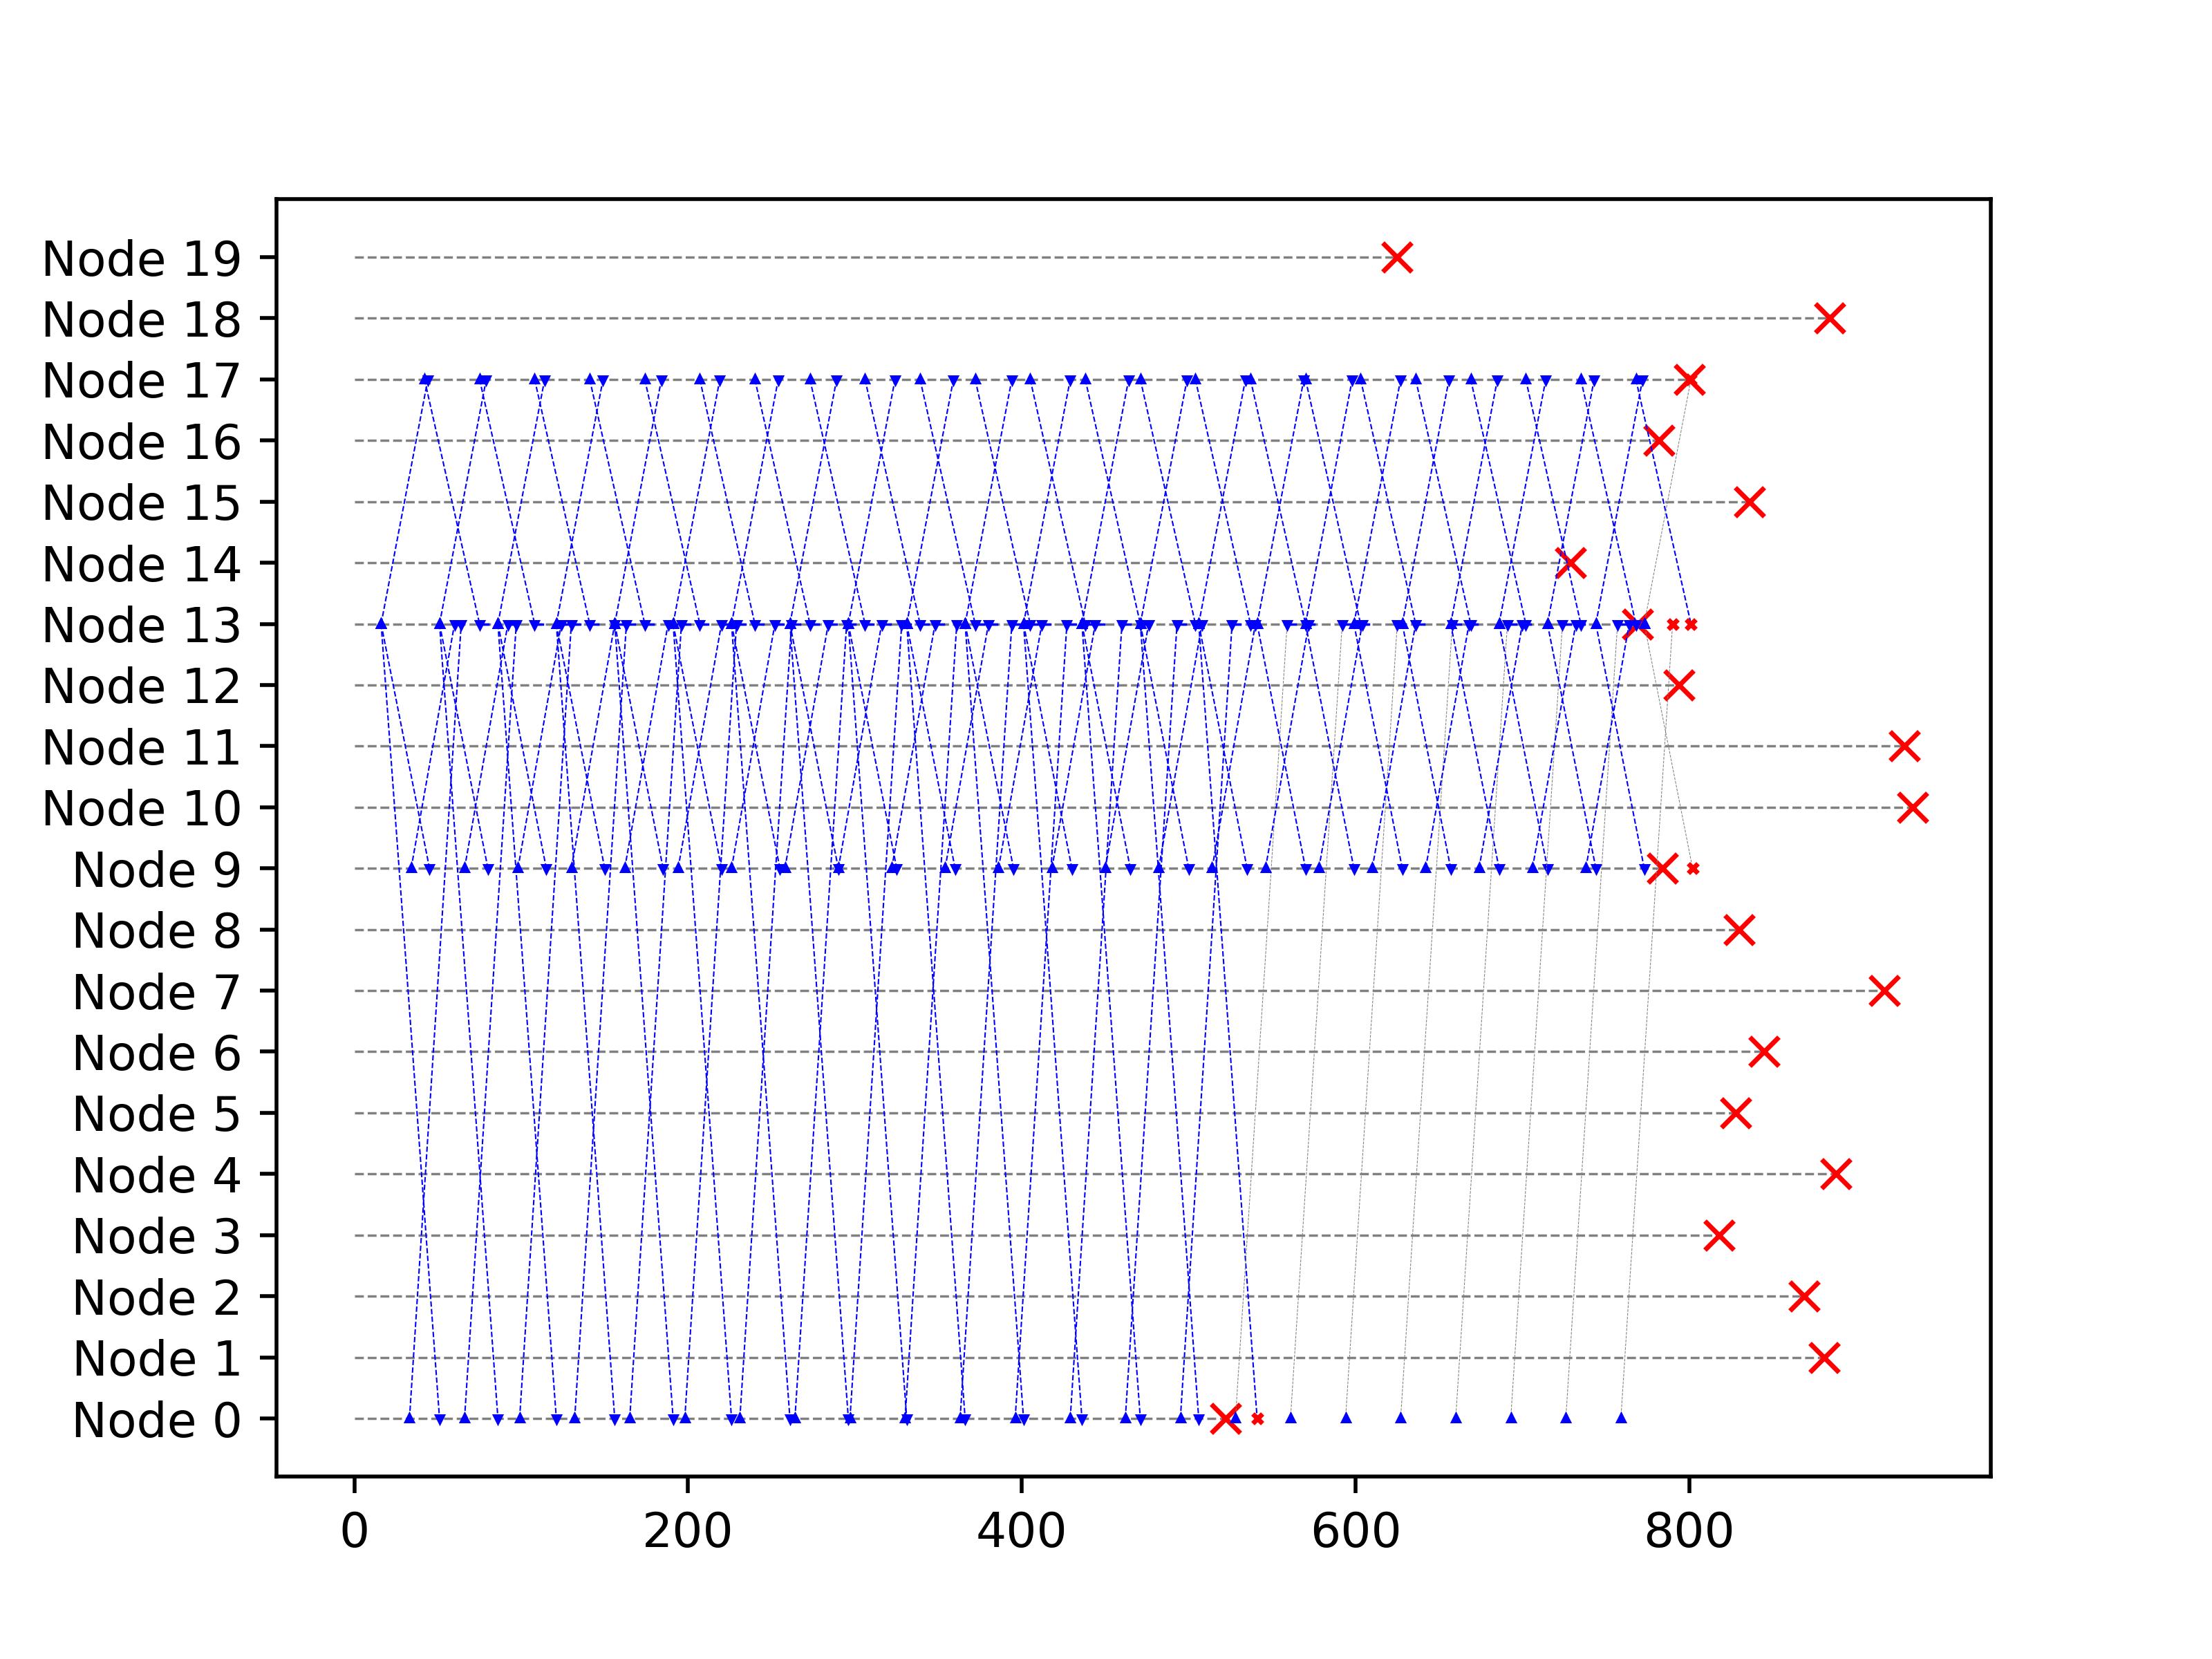 Node 19
Node 18
Node 17
Node 16
Node 15
Node 14
Node 13
Node 12
Node 11
Node 10
Node 9
Node 8
Node 7
Node 6
Node 5
Node 4
Node 3
Node 2
Node 1
Node 0
0 200 400 600 800